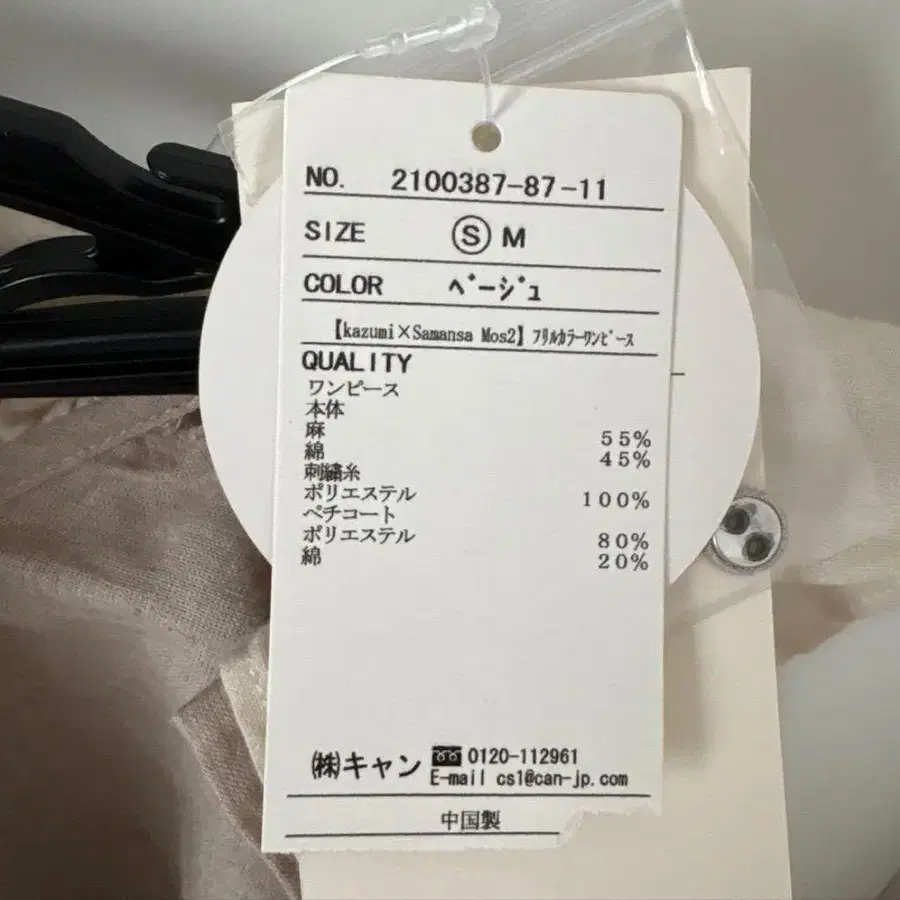 NO. 2100387-87-11
SIZE Ⓢ M
COLOR ﾍﾞｰｼﾞｭ
【kazumi×Samansa Mos2】ﾌﾘﾙｶﾗｰﾜﾝﾋﾟｰｽ
QUALITY
ワンピース
本体
麻 55%
綿 45%
刺繍糸
ポリエステル 100%
ペチコート
ポリエステル 80%
綿 20%
㈱キャン 0120-112961
E-mail cs1@can-jp.com
中国製